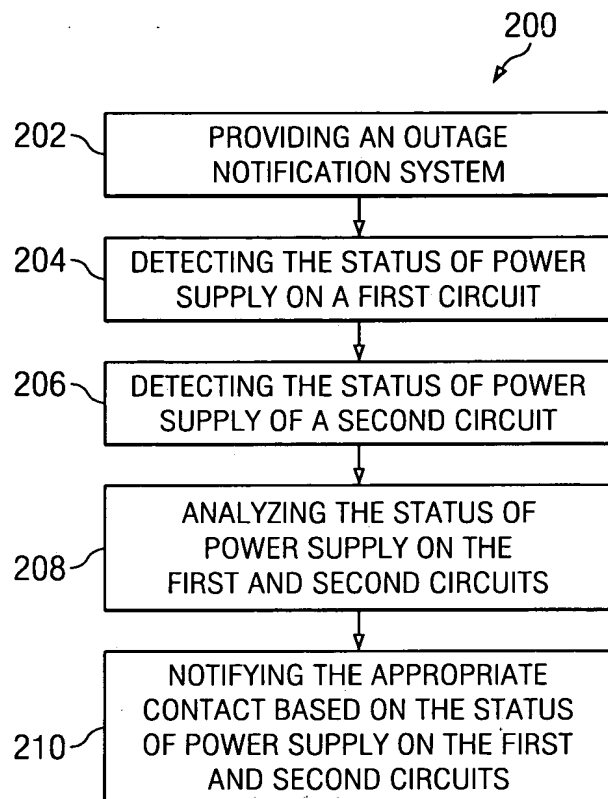 200
202
PROVIDING AN OUTAGE
NOTIFICATION SYSTEM
204
DETECTING THE STATUS OF POWER
SUPPLY ON A FIRST CIRCUIT
206
DETECTING THE STATUS OF POWER
SUPPLY OF A SECOND CIRCUIT
208
ANALYZING THE STATUS OF
POWER SUPPLY ON THE
FIRST AND SECOND CIRCUITS
210
NOTIFYING THE APPROPRIATE
CONTACT BASED ON THE STATUS
OF POWER SUPPLY ON THE FIRST
AND SECOND CIRCUITS